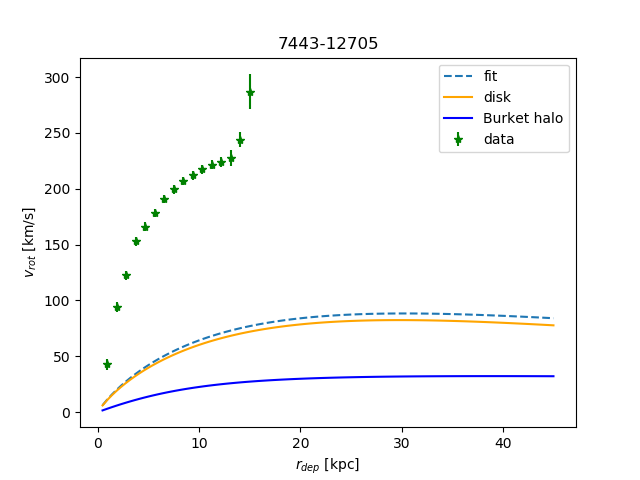 7443-12705
300
250
200
150
100
50
0
v_rot [km/s]
fit
disk
Burket halo
data
0 10 20 30 40
r_dep [kpc]